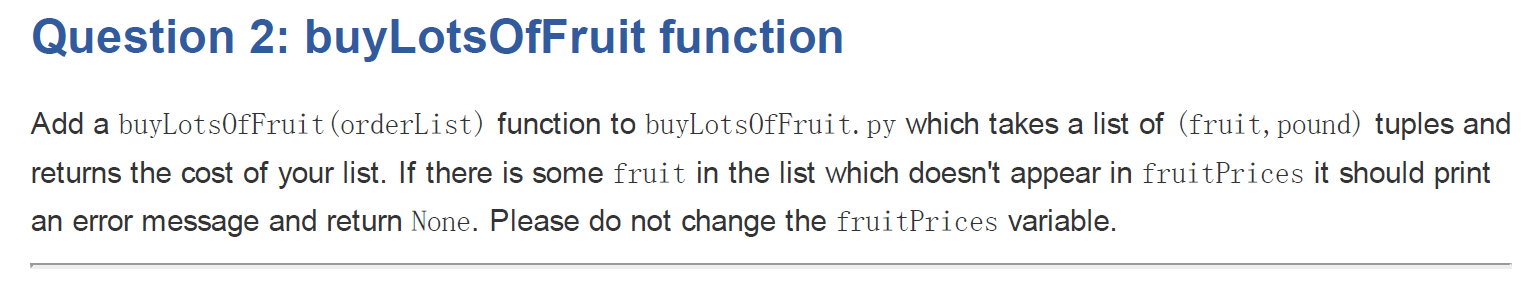 Question 2: buyLotsOfFruit function
Add a buyLotsOfFruit(orderList) function to buyLotsOfFruit.py which takes a list of (fruit,pound) tuples and
returns the cost of your list. If there is some fruit in the list which doesn't appear in fruitPrices it should print
an error message and return None. Please do not change the fruitPrices variable.